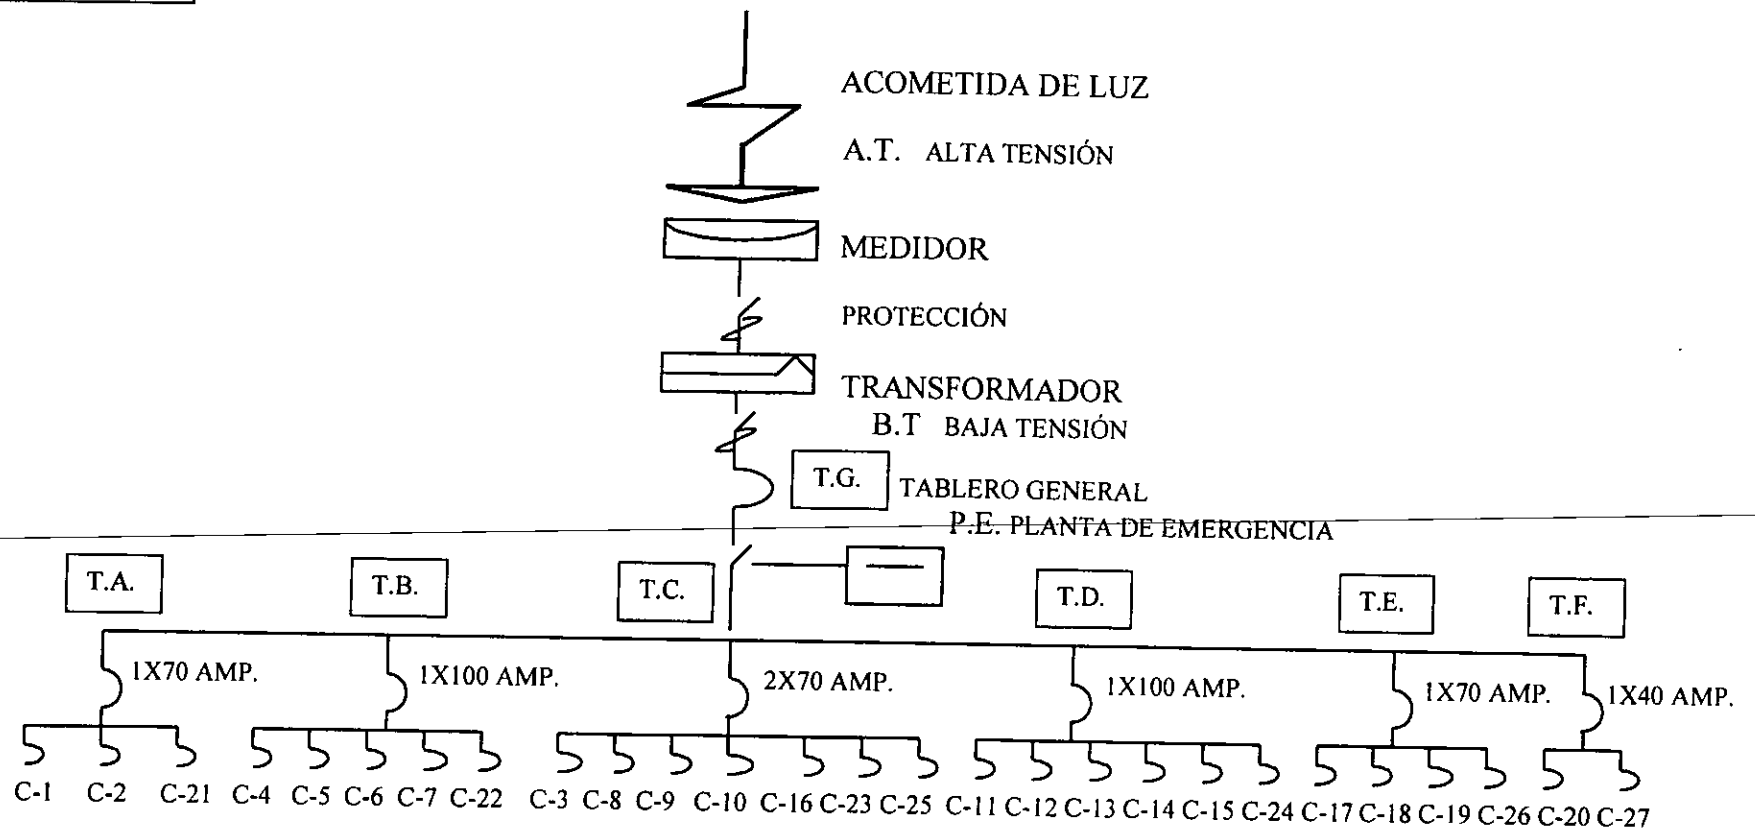 ACOMETIDA DE LUZ
A.T. ALTA TENSIÓN
MEDIDOR
PROTECCIÓN
TRANSFORMADOR
B.T BAJA TENSIÓN
T.G. TABLERO GENERAL
P.E. PLANTA DE EMERGENCIA
T.A. T.B. T.C. T.D. T.E. T.F.
1X70 AMP. 1X100 AMP. 2X70 AMP. 1X100 AMP. 1X70 AMP. 1X40 AMP.
C-1 C-2 C-21 C-4 C-5 C-6 C-7 C-22 C-3 C-8 C-9 C-10 C-16 C-23 C-25 C-11 C-12 C-13 C-14 C-15 C-24 C-17 C-18 C-19 C-26 C-20 C-27